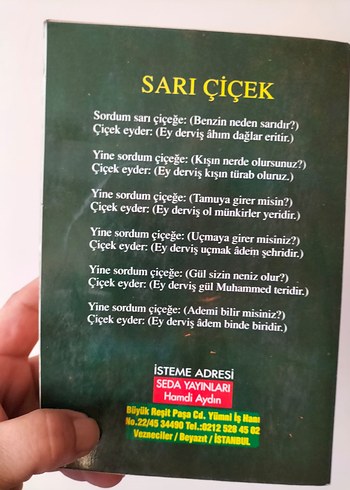 SARI ÇİÇEK
Sordum sarı çiçeğe: (Benzin neden sarıdır?)
Çiçek eyder: (Ey derviş âhım dağlar eritir.)
Yine sordum çiçeğe: (Kışın nerde olursunuz?)
Çiçek eyder: (Ey derviş kışın türab oluruz.)
Yine sordum çiçeğe: (Tamuya girer misin?)
Çiçek eyder: (Ey derviş ol münkirler yeridir.)
Yine sordum çiçeğe: (Uçmaya girer misiniz?)
Çiçek eyder: (Ey derviş uçmak âdem şehridir.)
Yine sordum çiçeğe: (Gül sizin neniz olur?)
Çiçek eyder: (Ey derviş gül Muhammed teridir.)
Yine sordum çiçeğe: (Ademi bilir misiniz?)
Çiçek eyder: (Ey derviş âdem binde biridir.)
İSTEME ADRESİ
SEDA YAYINLARI
Hamdi Aydın
Büyük Reşit Paşa Cd. Yümni İş Hanı
No.22/45 34490 Tel.:0212 528 45 02
Vezneciler / Beyazıt / İSTANBUL